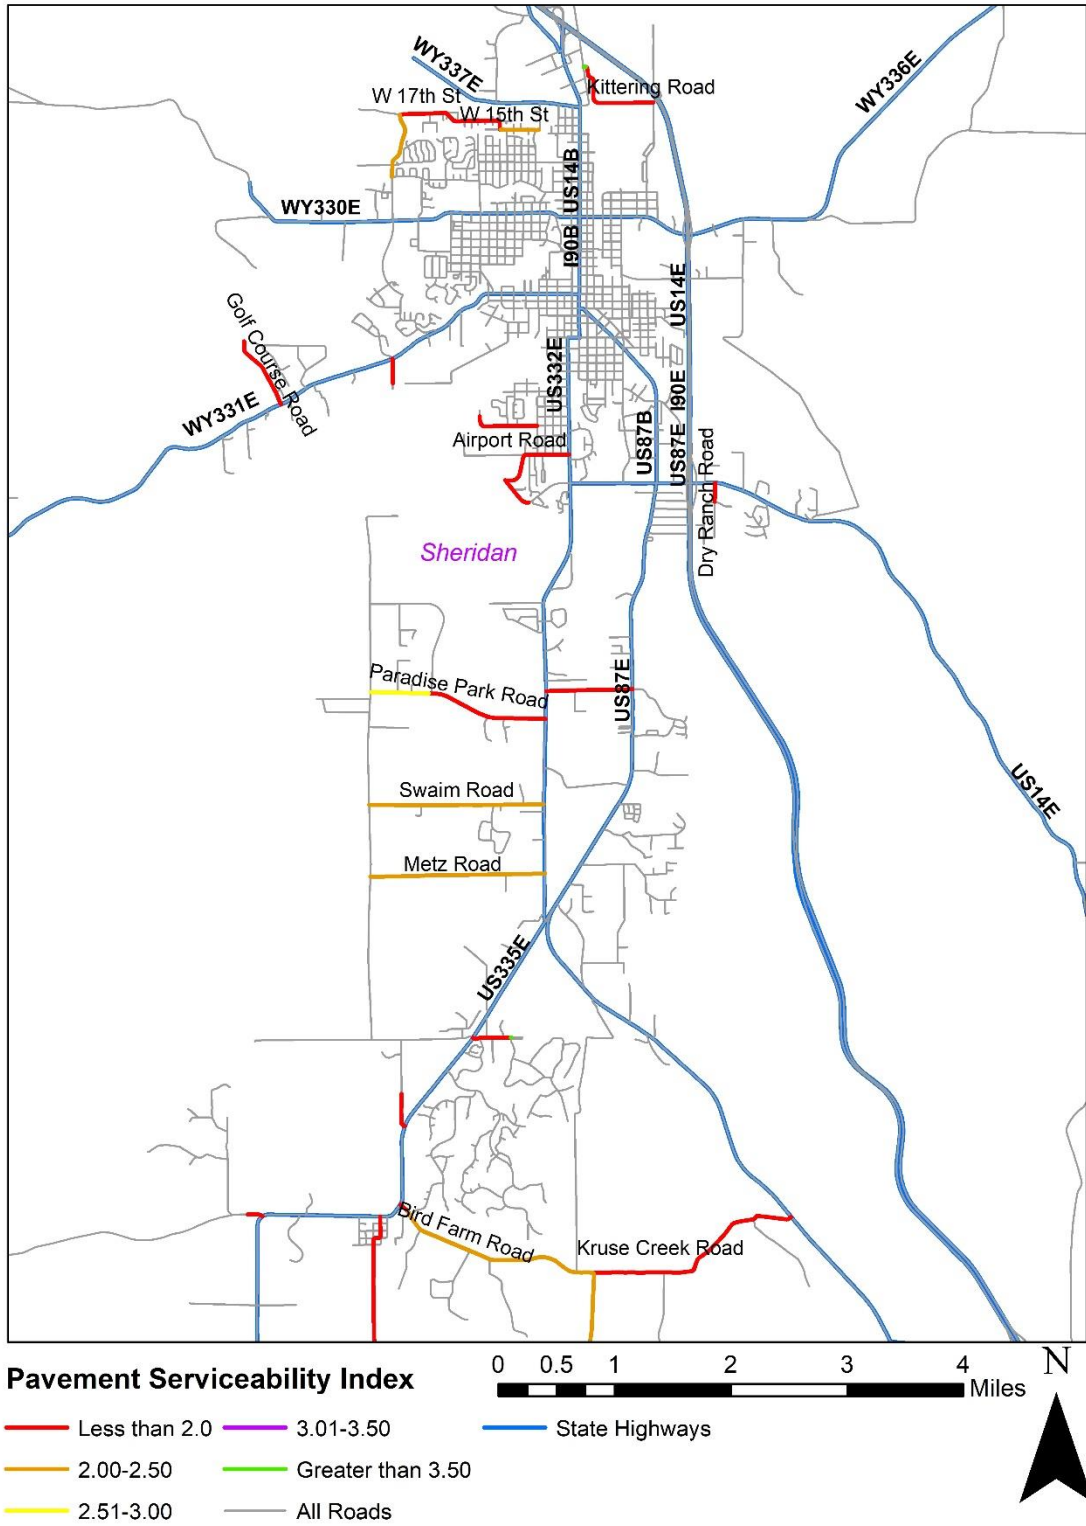 WY337E
Kittering Road
WY336E
W 17th St
W 15th St
US14B
WY330E
I90B
US14E
Golf Course Road
US332E
I90E
WY331E
US87B
Airport Road
US87E
Dry Ranch Road
Sheridan
Paradise Park Road
US87E
Swaim Road
US14E
Metz Road
US335E
Bird Farm Road
Kruse Creek Road
Pavement Serviceability Index
0 0.5 1 2 3 4
Miles
N
Less than 2.0
3.01-3.50
State Highways
2.00-2.50
Greater than 3.50
2.51-3.00
All Roads